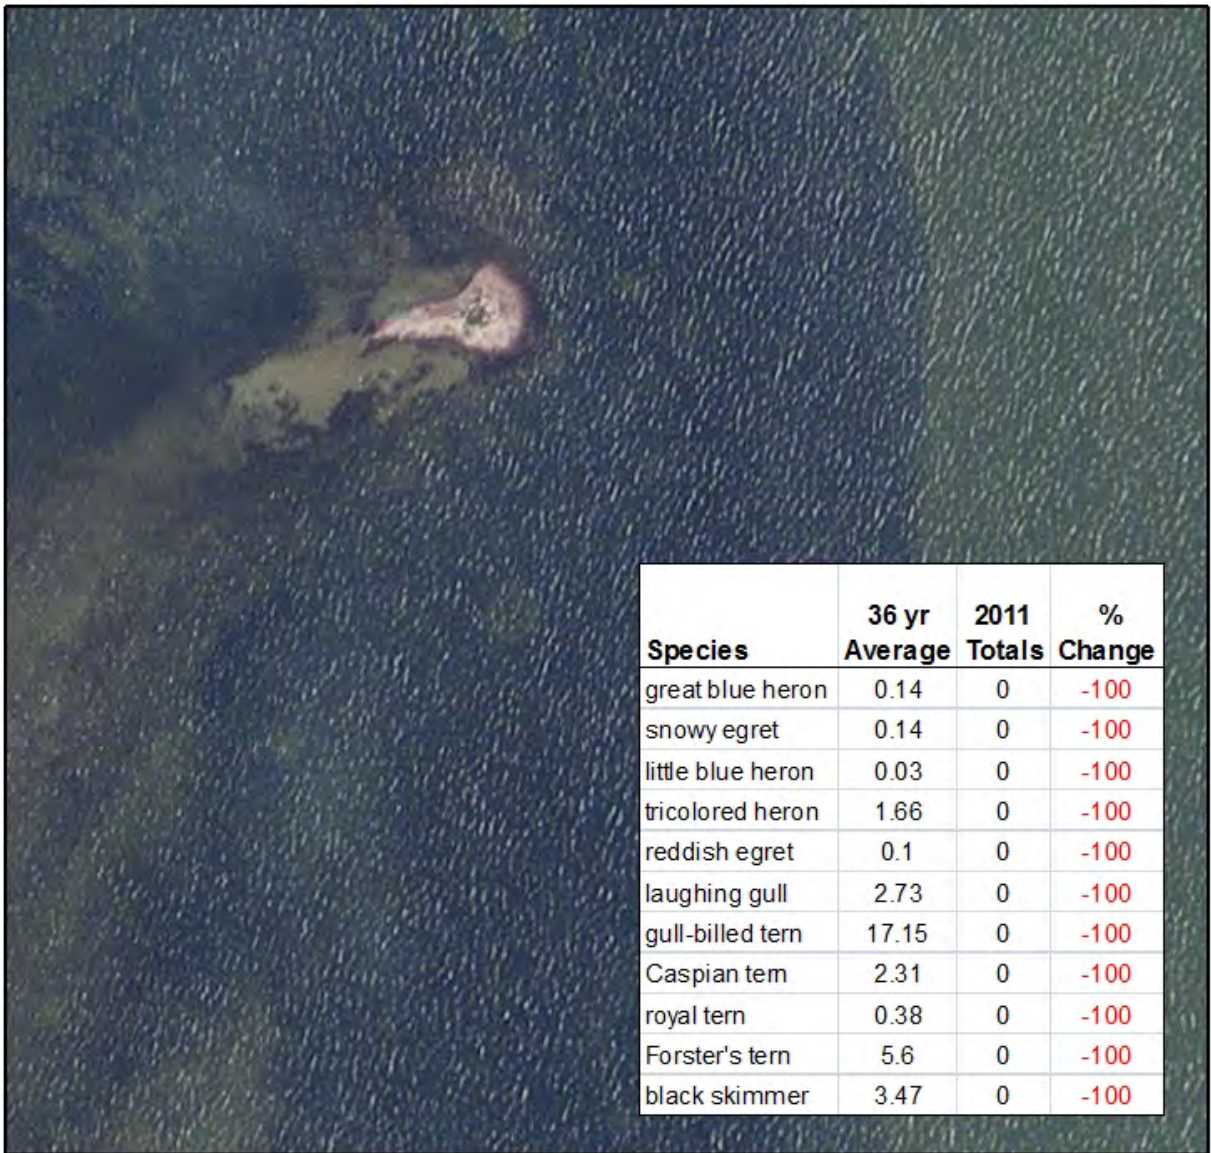 36 yr 2011 %
Species Average Totals Change
great blue heron 0.14 0 -100
snowy egret 0.14 0 -100
little blue heron 0.03 0 -100
tricolored heron 1.66 0 -100
reddish egret 0.1 0 -100
laughing gull 2.73 0 -100
gull-billed tern 17.15 0 -100
Caspian tern 2.31 0 -100
royal tern 0.38 0 -100
Forster's tern 5.6 0 -100
black skimmer 3.47 0 -100